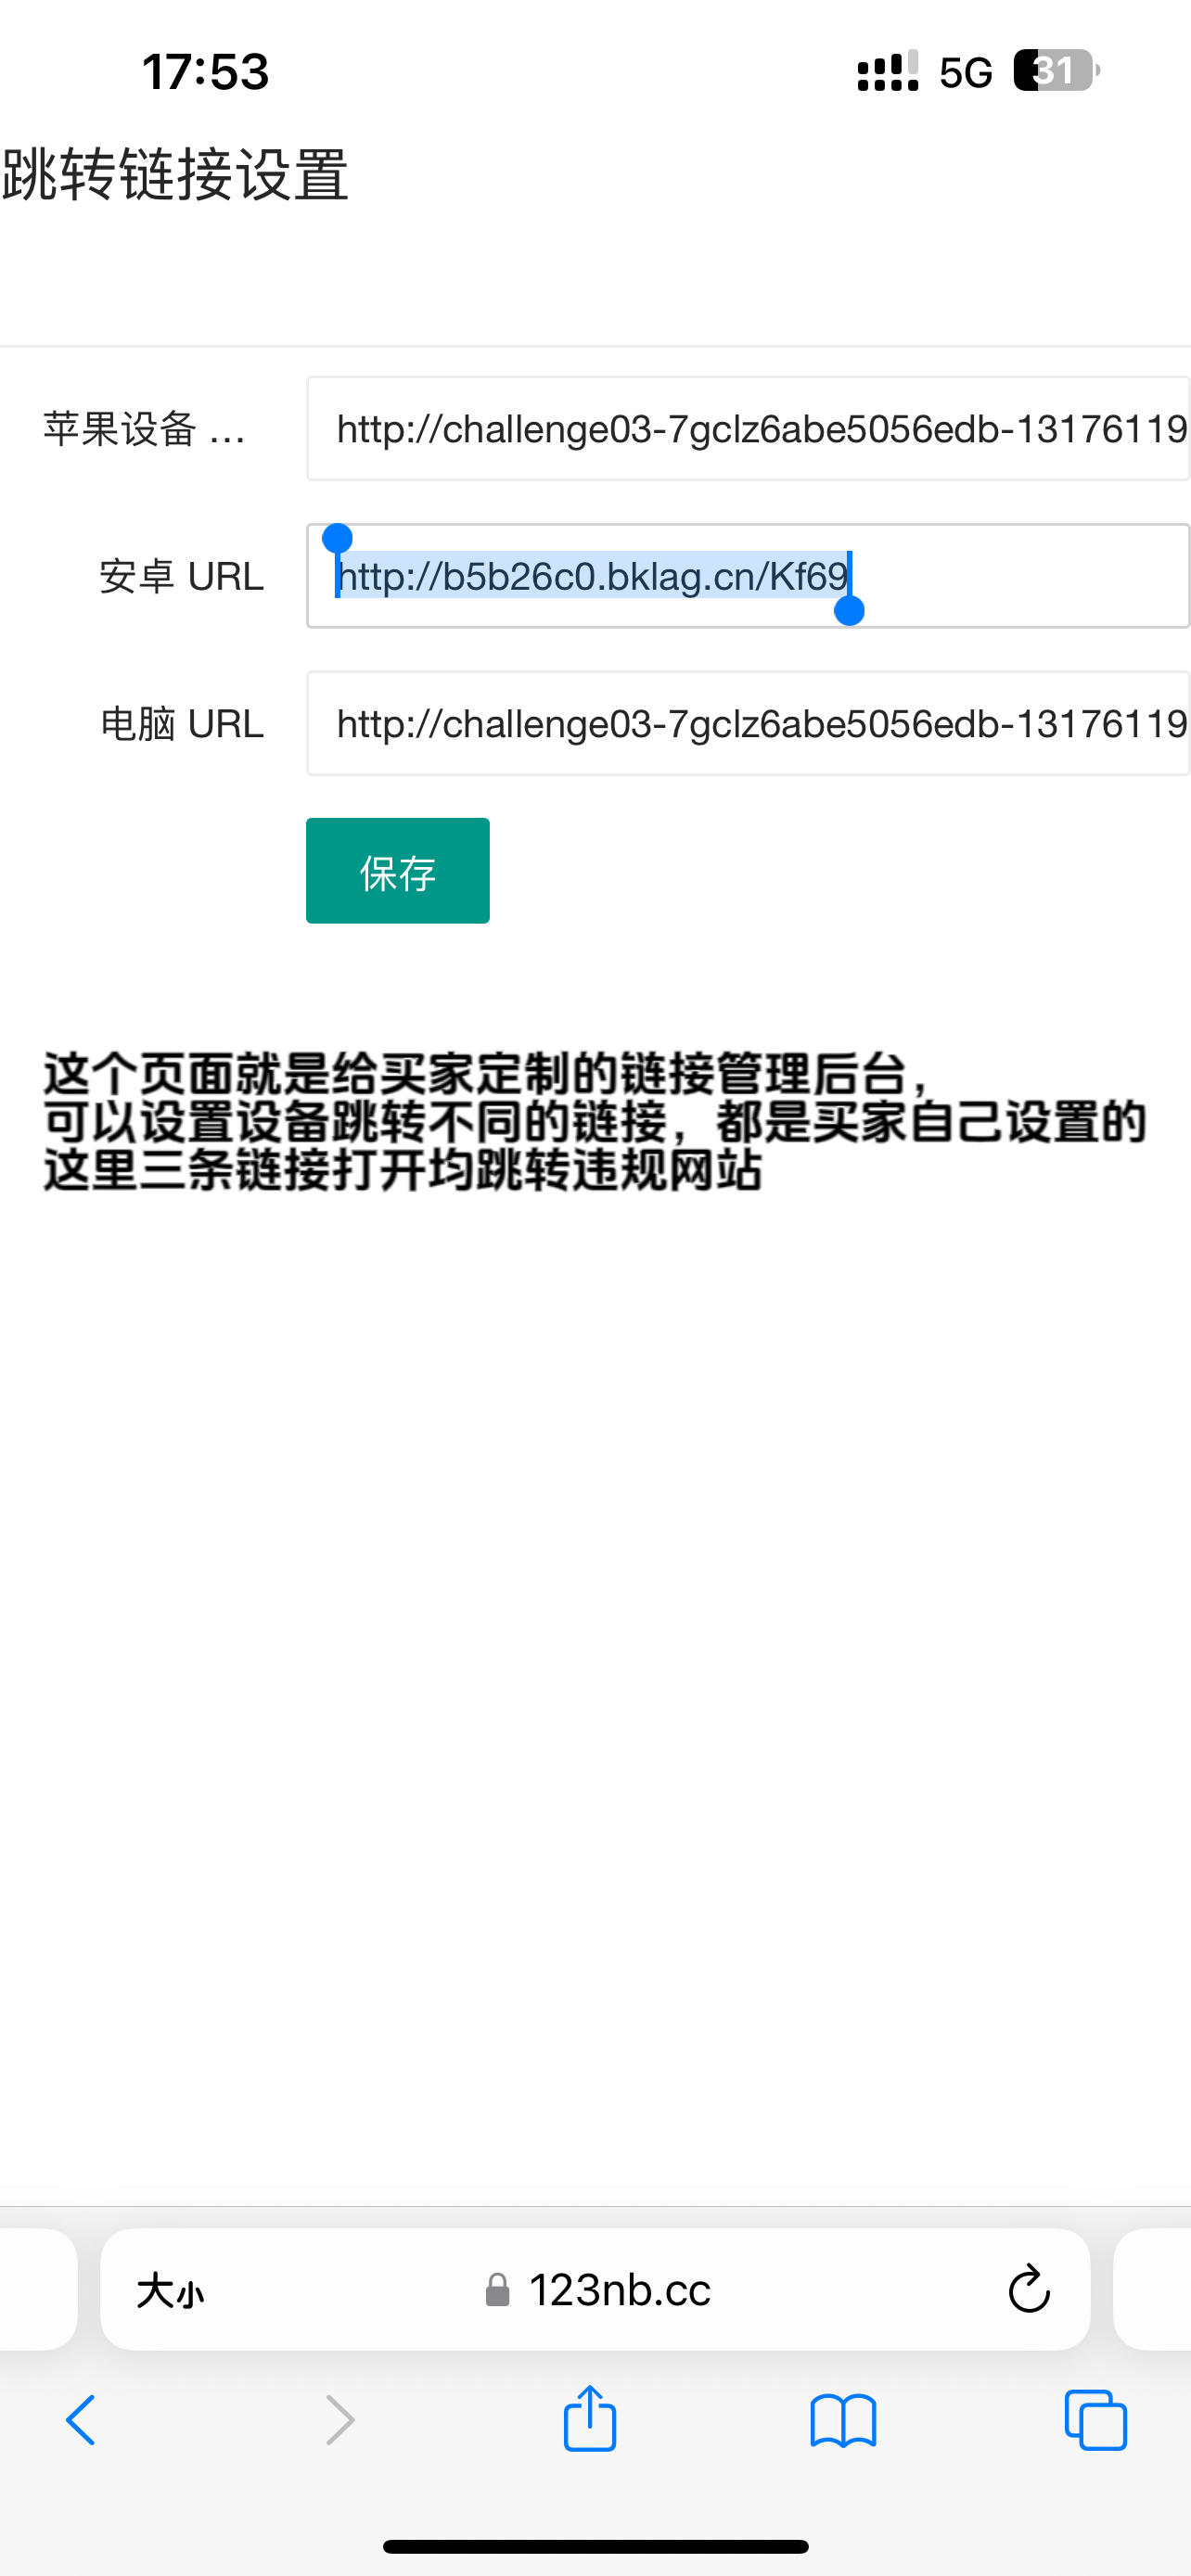 17:53
5G
31
跳转链接设置
苹果设备 ...
http://challenge03-7gclz6abe5056edb-13176119
安卓 URL
http://b5b26c0.bklag.cn/Kf69
电脑 URL
http://challenge03-7gclz6abe5056edb-13176119
保存
这个页面就是给买家定制的链接管理后台，
可以设置设备跳转不同的链接，都是买家自己设置的
这里三条链接打开均跳转违规网站
大小
123nb.cc